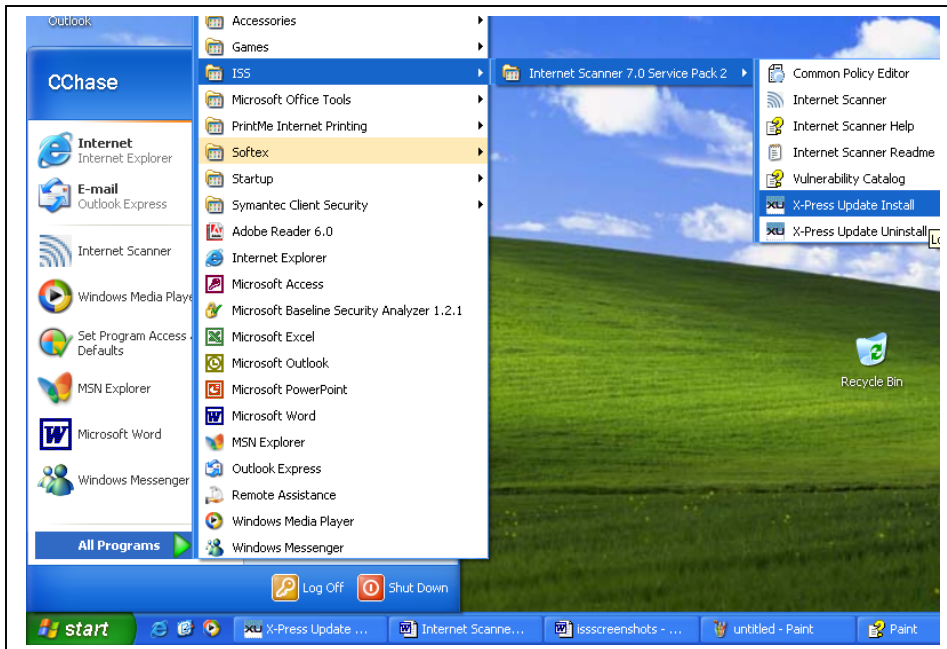 Outlook
CChase
Internet
Internet Explorer
E-mail
Outlook Express
Internet Scanner
Windows Media Playe
Set Program Access
Defaults
MSN Explorer
Microsoft Word
Windows Messenger
All Programs
Accessories
Games
ISS
Microsoft Office Tools
PrintMe Internet Printing
Softex
Startup
Symantec Client Security
Adobe Reader 6.0
Internet Explorer
Microsoft Access
Microsoft Baseline Security Analyzer 1.2.1
Microsoft Excel
Microsoft Outlook
Microsoft PowerPoint
Microsoft Word
MSN Explorer
Outlook Express
Remote Assistance
Windows Media Player
Windows Messenger
Internet Scanner 7.0 Service Pack 2
Common Policy Editor
Internet Scanner
Internet Scanner Help
Internet Scanner Readme
Vulnerability Catalog
XU X-Press Update Install
XU X-Press Update Uninstall
Recycle Bin
Log Off
Shut Down
start
XU X-Press Update ...
Internet Scanne...
issscreenshots - ...
untitled - Paint
Paint